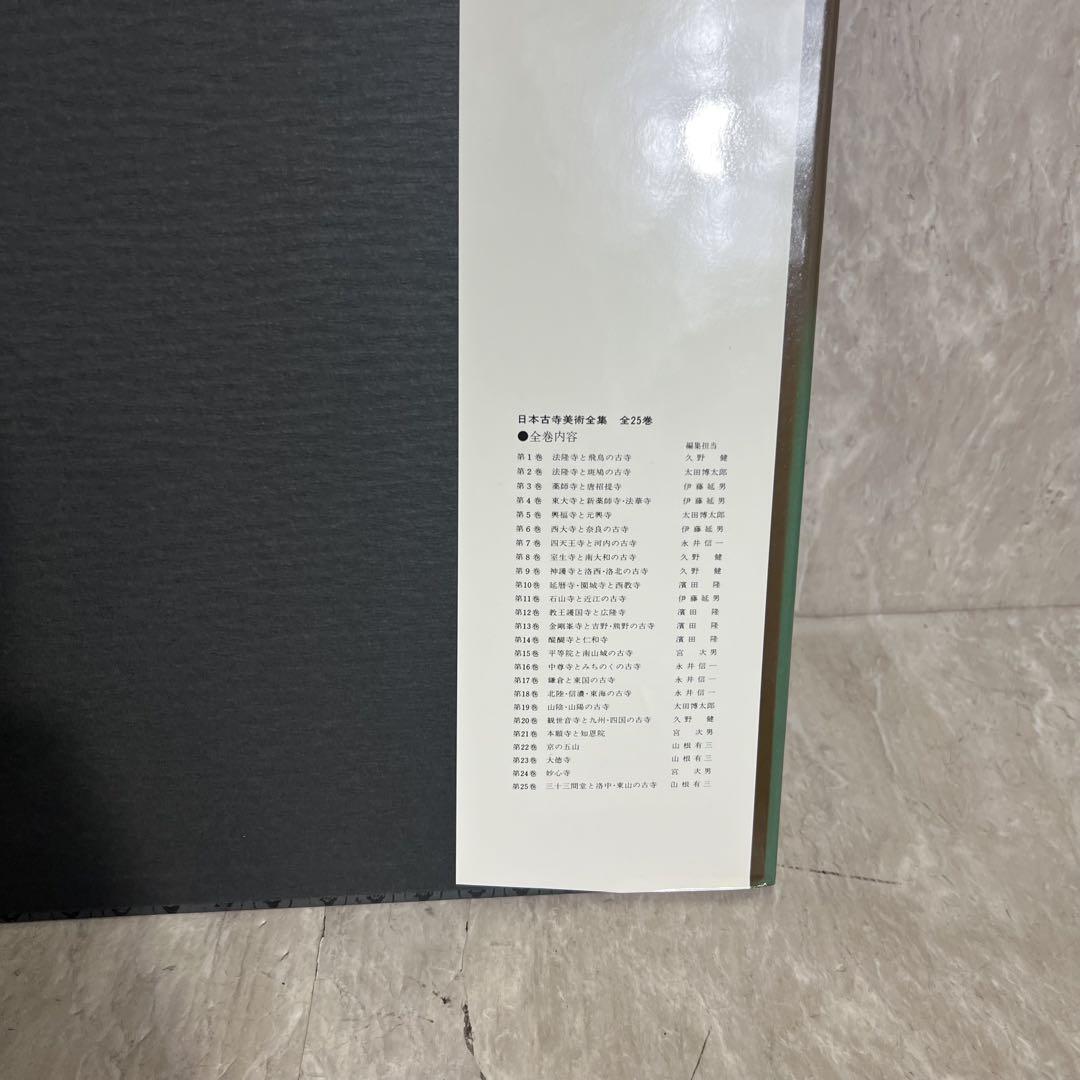 日本古寺美術全集 全25巻
●全巻内容
編集担当
第1巻 法隆寺と飛鳥の古寺 久野 健
第2巻 法隆寺と斑鳩の古寺 太田博太郎
第3巻 薬師寺と唐招提寺 伊藤延男
第4巻 東大寺と新薬師寺・法華寺 伊藤延男
第5巻 興福寺と元興寺 太田博太郎
第6巻 西大寺と奈良の古寺 伊藤延男
第7巻 四天王寺と河内の古寺 永井信一
第8巻 室生寺と南大和の古寺 久野 健
第9巻 神護寺と洛西・洛北の古寺 久野 健
第10巻 延暦寺・園城寺と西教寺 濱田 隆
第11巻 石山寺と近江の古寺 伊藤延男
第12巻 教王護国寺と広隆寺 濱田 隆
第13巻 金剛峯寺と吉野・熊野の古寺 濱田 隆
第14巻 醍醐寺と仁和寺 濱田 隆
第15巻 平等院と南山城の古寺 宮 次男
第16巻 中尊寺とみちのくの古寺 永井信一
第17巻 鎌倉と東国の古寺 永井信一
第18巻 北陸・信濃・東海の古寺 永井信一
第19巻 山陰・山陽の古寺 太田博太郎
第20巻 観世音寺と九州・四国の古寺 久野 健
第21巻 本願寺と知恩院 宮 次男
第22巻 京の五山 山根有三
第23巻 大徳寺 山根有三
第24巻 妙心寺 宮 次男
第25巻 三十三間堂と洛中・東山の古寺 山根有三